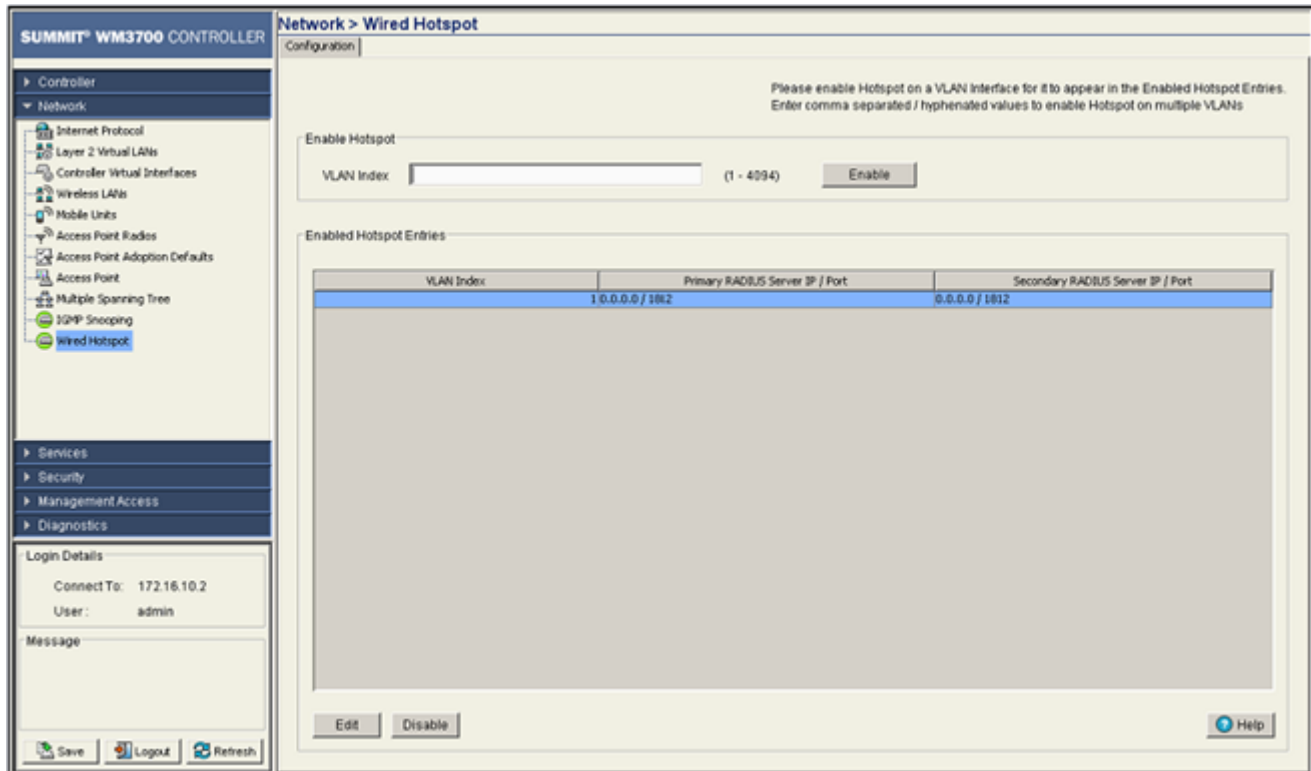 SUMMIT® WM3700 CONTROLLER
Controller
Network
Internet Protocol
Layer 2 Virtual LANs
Controller Virtual Interfaces
Wireless LANs
Mobile Units
Access Point Radios
Access Point Adoption Defaults
Access Point
Multiple Spanning Tree
IGMP Snooping
Wired Hotspot
Services
Security
Management Access
Diagnostics
Login Details
Connect To: 172.16.10.2
User: admin
Message
Save Logout Refresh
Network > Wired Hotspot
Configuration
Please enable Hotspot on a VLAN Interface for it to appear in the Enabled Hotspot Entries.
Enter comma separated / hyphenated values to enable Hotspot on multiple VLANs
Enable Hotspot
VLAN Index (1 - 4094) Enable
Enabled Hotspot Entries
VLAN Index Primary RADIUS Server IP / Port Secondary RADIUS Server IP / Port
1 0.0.0.0 / 1812 0.0.0.0 / 1812
Edit Disable Help